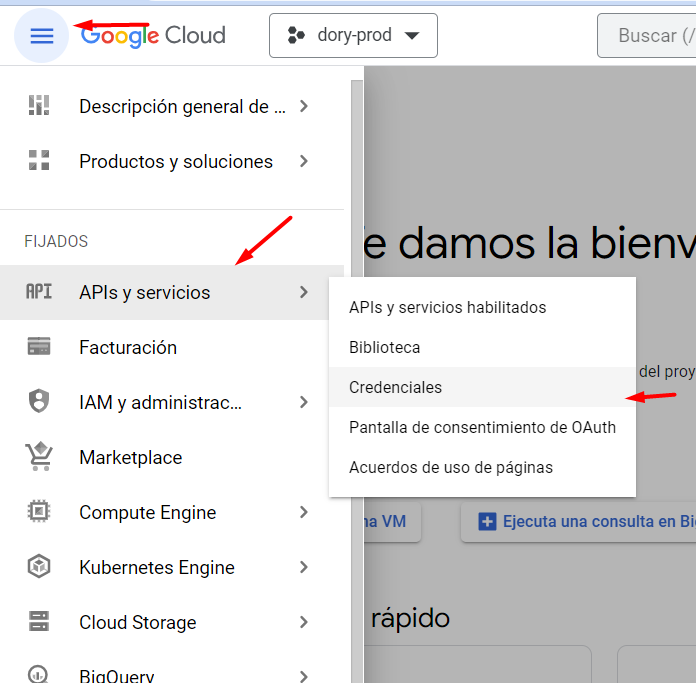 Google Cloud
dory-prod
Buscar (/
Descripción general de ...
Productos y soluciones
FIJADOS
API
APIs y servicios
Facturación
IAM y administrac...
Marketplace
Compute Engine
Kubernetes Engine
Cloud Storage
BigQuery
APIs y servicios habilitados
Biblioteca
Credenciales
Pantalla de consentimiento de OAuth
Acuerdos de uso de páginas
e damos la bienv
del proy
na VM
Ejecuta una consulta en Bi
rápido